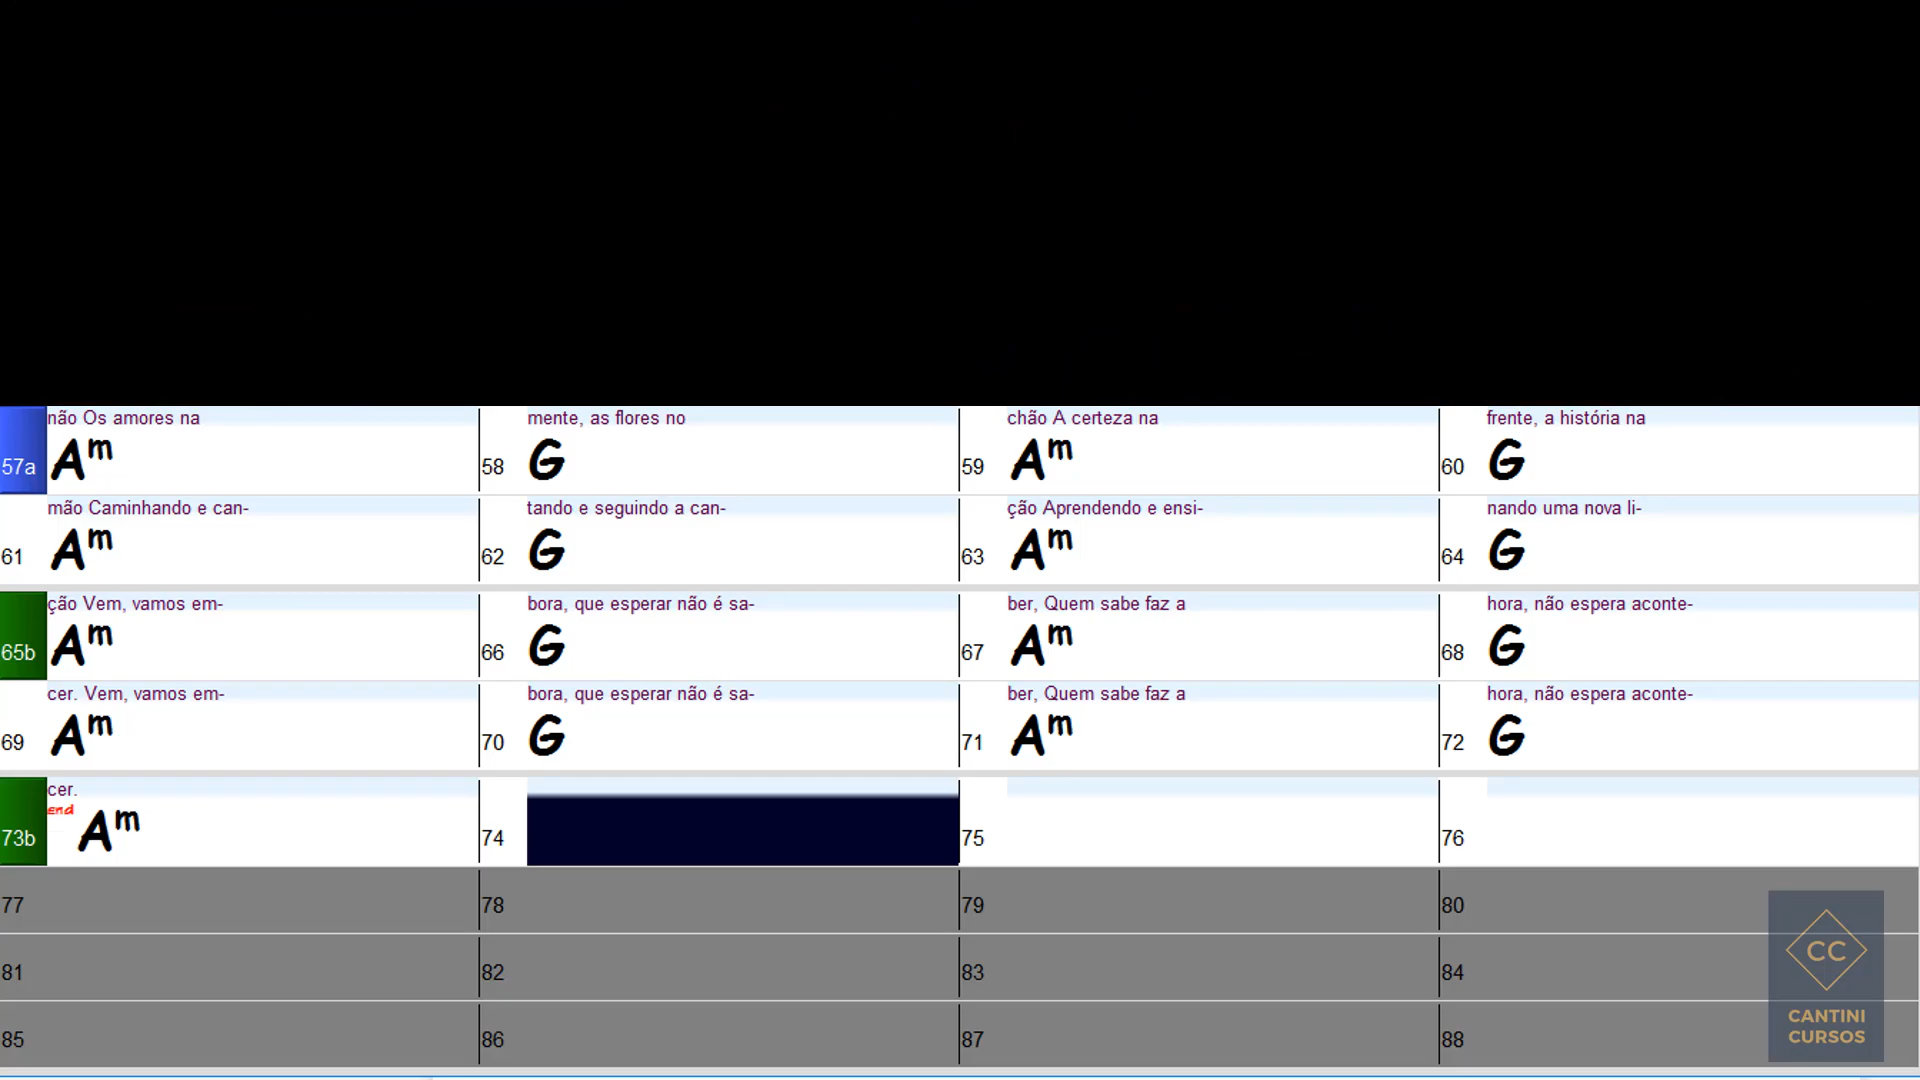 não Os amores na mente, as flores no chão A certeza na frente, a história na
57a Am 58 G 59 Am 60 G
mão Caminhando e can- tando e seguindo a can- ção Aprendendo e ensi- nando uma nova li-
61 Am 62 G 63 Am 64 G
ção Vem, vamos em- bora, que esperar não é sa- ber, Quem sabe faz a hora, não espera aconte-
65b Am 66 G 67 Am 68 G
cer. Vem, vamos em- bora, que esperar não é sa- ber, Quem sabe faz a hora, não espera aconte-
69 Am 70 G 71 Am 72 G
cer.
End
73b Am 74 75 76
77 78 79 80
81 82 83 84
85 86 87 88
CC
CANTINI
CURSOS